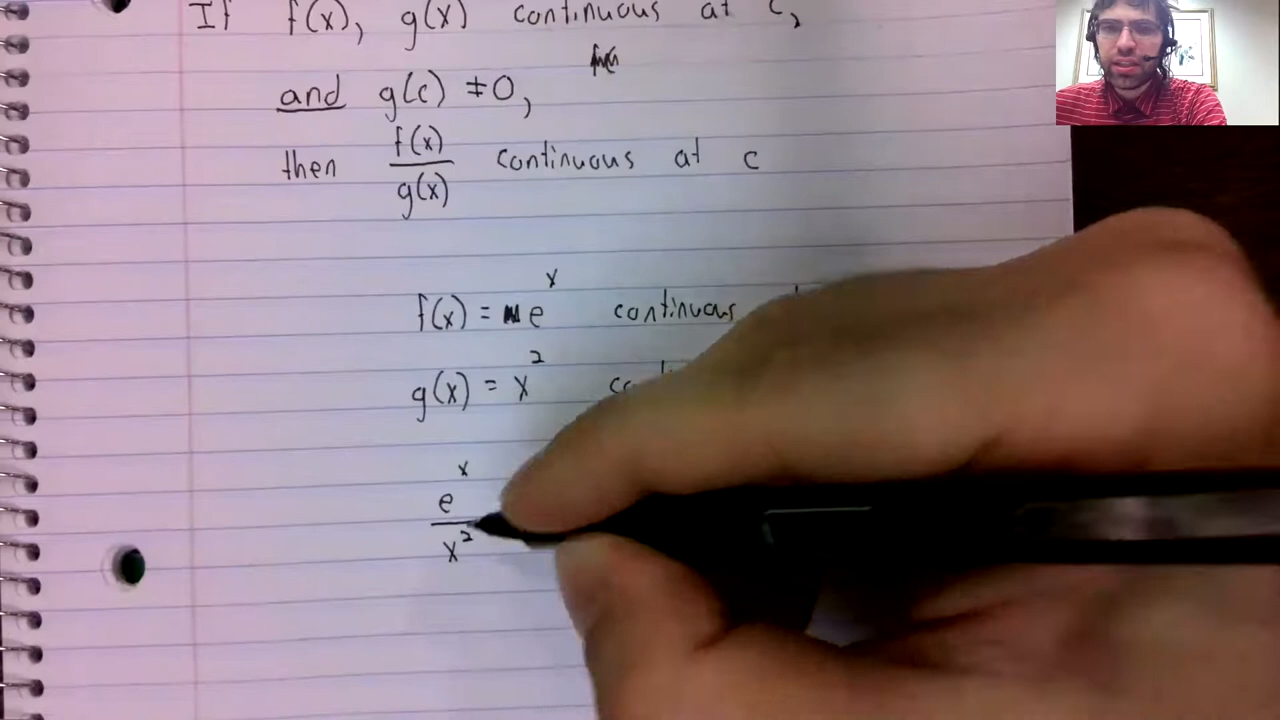 If f(x), g(x) continuous at c,
and g(c) ≠ 0,
then f(x)/g(x) continuous at c
f(x) = e^x continuous
g(x) = x^2
e^x/x^2